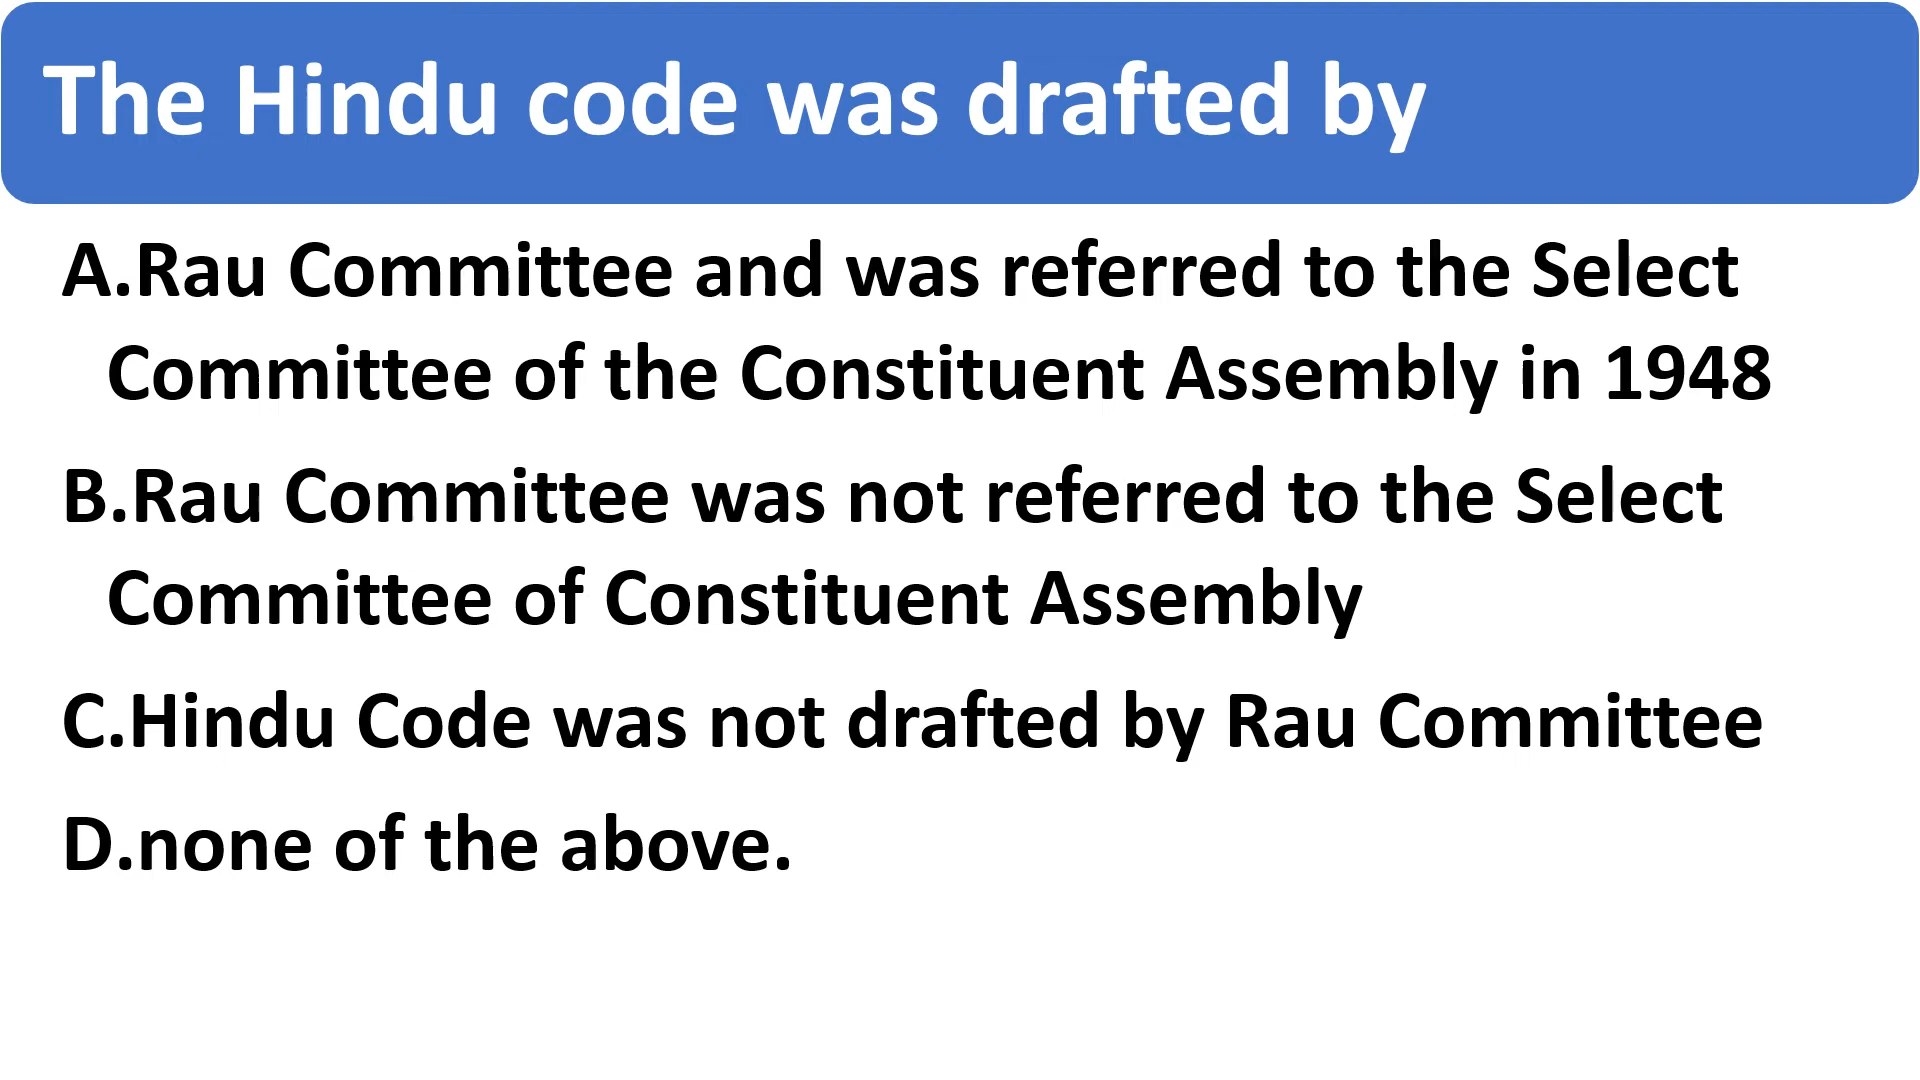 The Hindu code was drafted by
A.Rau Committee and was referred to the Select
Committee of the Constituent Assembly in 1948
B.Rau Committee was not referred to the Select
Committee of Constituent Assembly
C.Hindu Code was not drafted by Rau Committee
D.none of the above.